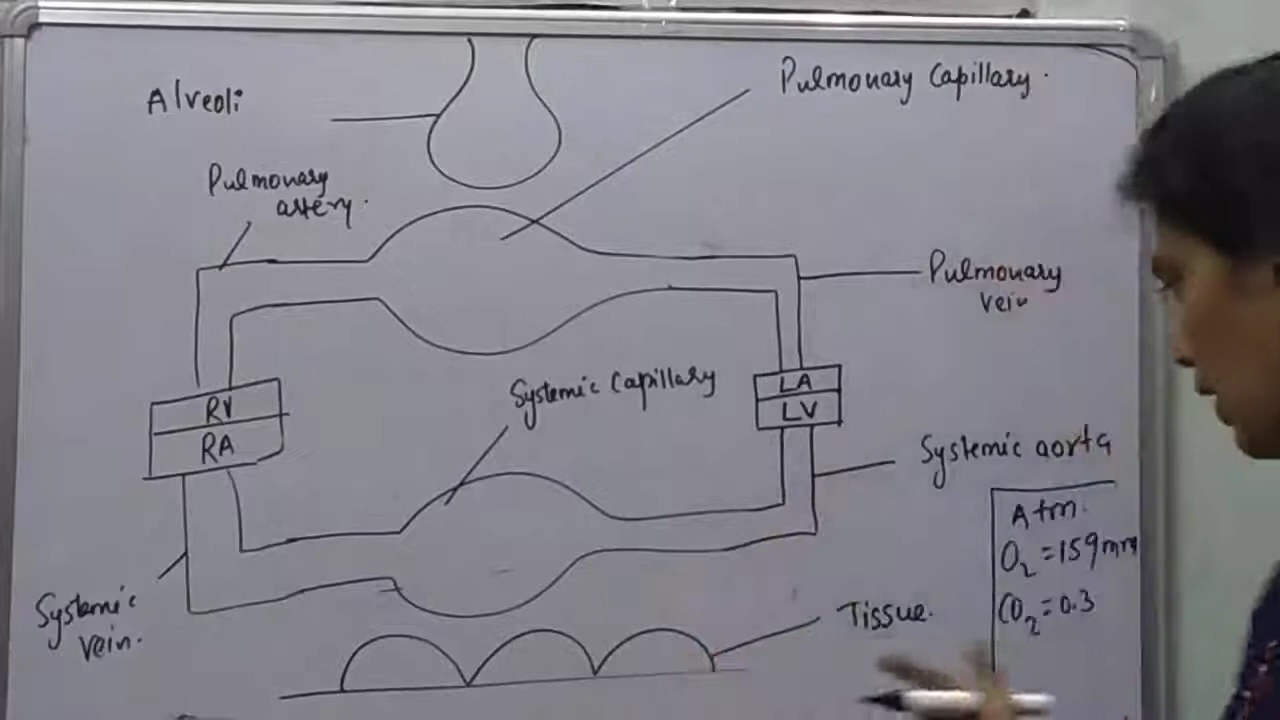 Alveoli
Pulmonary Capillary.
Pulmonary
artery.
Pulmonary
vein
RV
RA
LA
LV
Systemic Capillary
Systemic aorta
Atm.
O₂ = 159mm
CO₂ = 0.3
Systemic
vein.
Tissue.